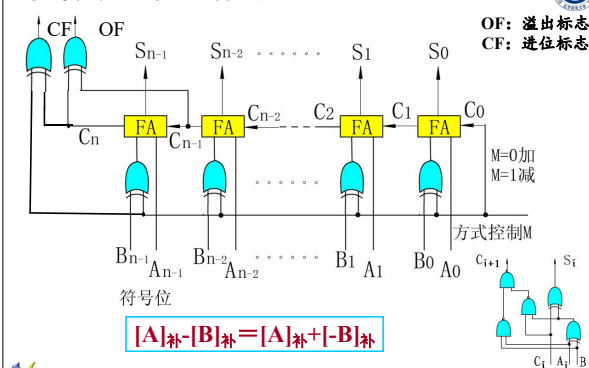 CF OF
OF：溢出标志
CF：进位标志
Sn-1 Sn-2 。。。。。。 S1 S0
Cn FA Cn-1 FA Cn-2 C2 FA C1 FA C0
M=0加
M=1减
方式控制M
Bn-1 An-1 Bn-2 An-2 。。。。。。 B1 A1 B0 A0
符号位
[A]补-[B]补＝[A]补+[-B]补
Ci+1 Si
Ci Ai B